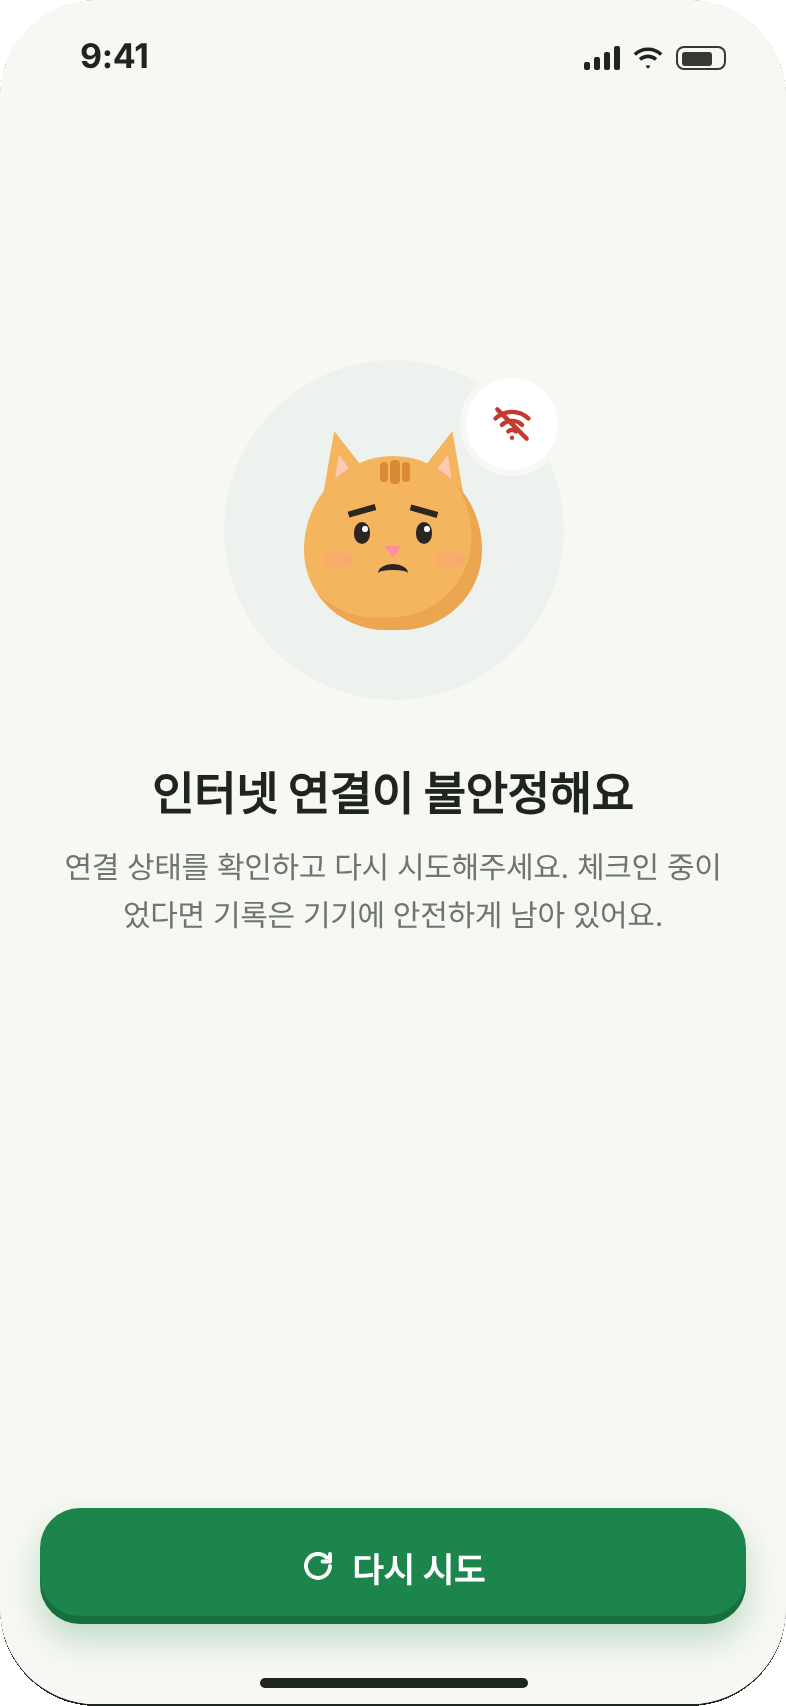 9:41
인터넷 연결이 불안정해요
연결 상태를 확인하고 다시 시도해주세요. 체크인 중이
었다면 기록은 기기에 안전하게 남아 있어요.
다시 시도